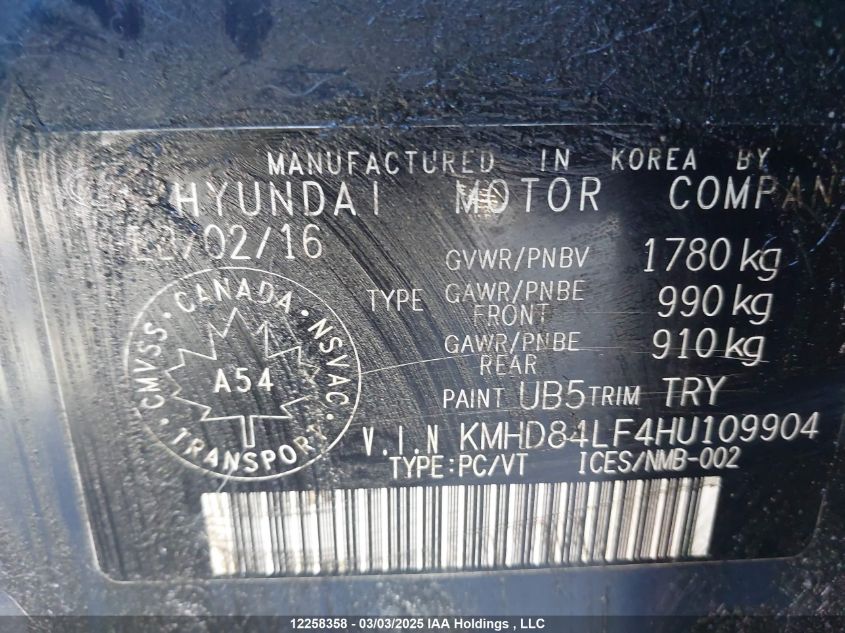 MANUFACTURED IN KOREA BY
HYUNDAI MOTOR COMPAN
/02/16
GVWR/PNBV 1780 kg
TYPE GAWR/PNBE FRONT 990 kg
GAWR/PNBE REAR 910 kg
PAINT UB5 TRIM TRY
V.I.N KMHD84LF4HU109904
TYPE:PC/VT ICES/NMB-002
CMVSS · CANADA · NSVAC · TRANSPORT ·
A54
12258358 - 03/03/2025 IAA Holdings , LLC